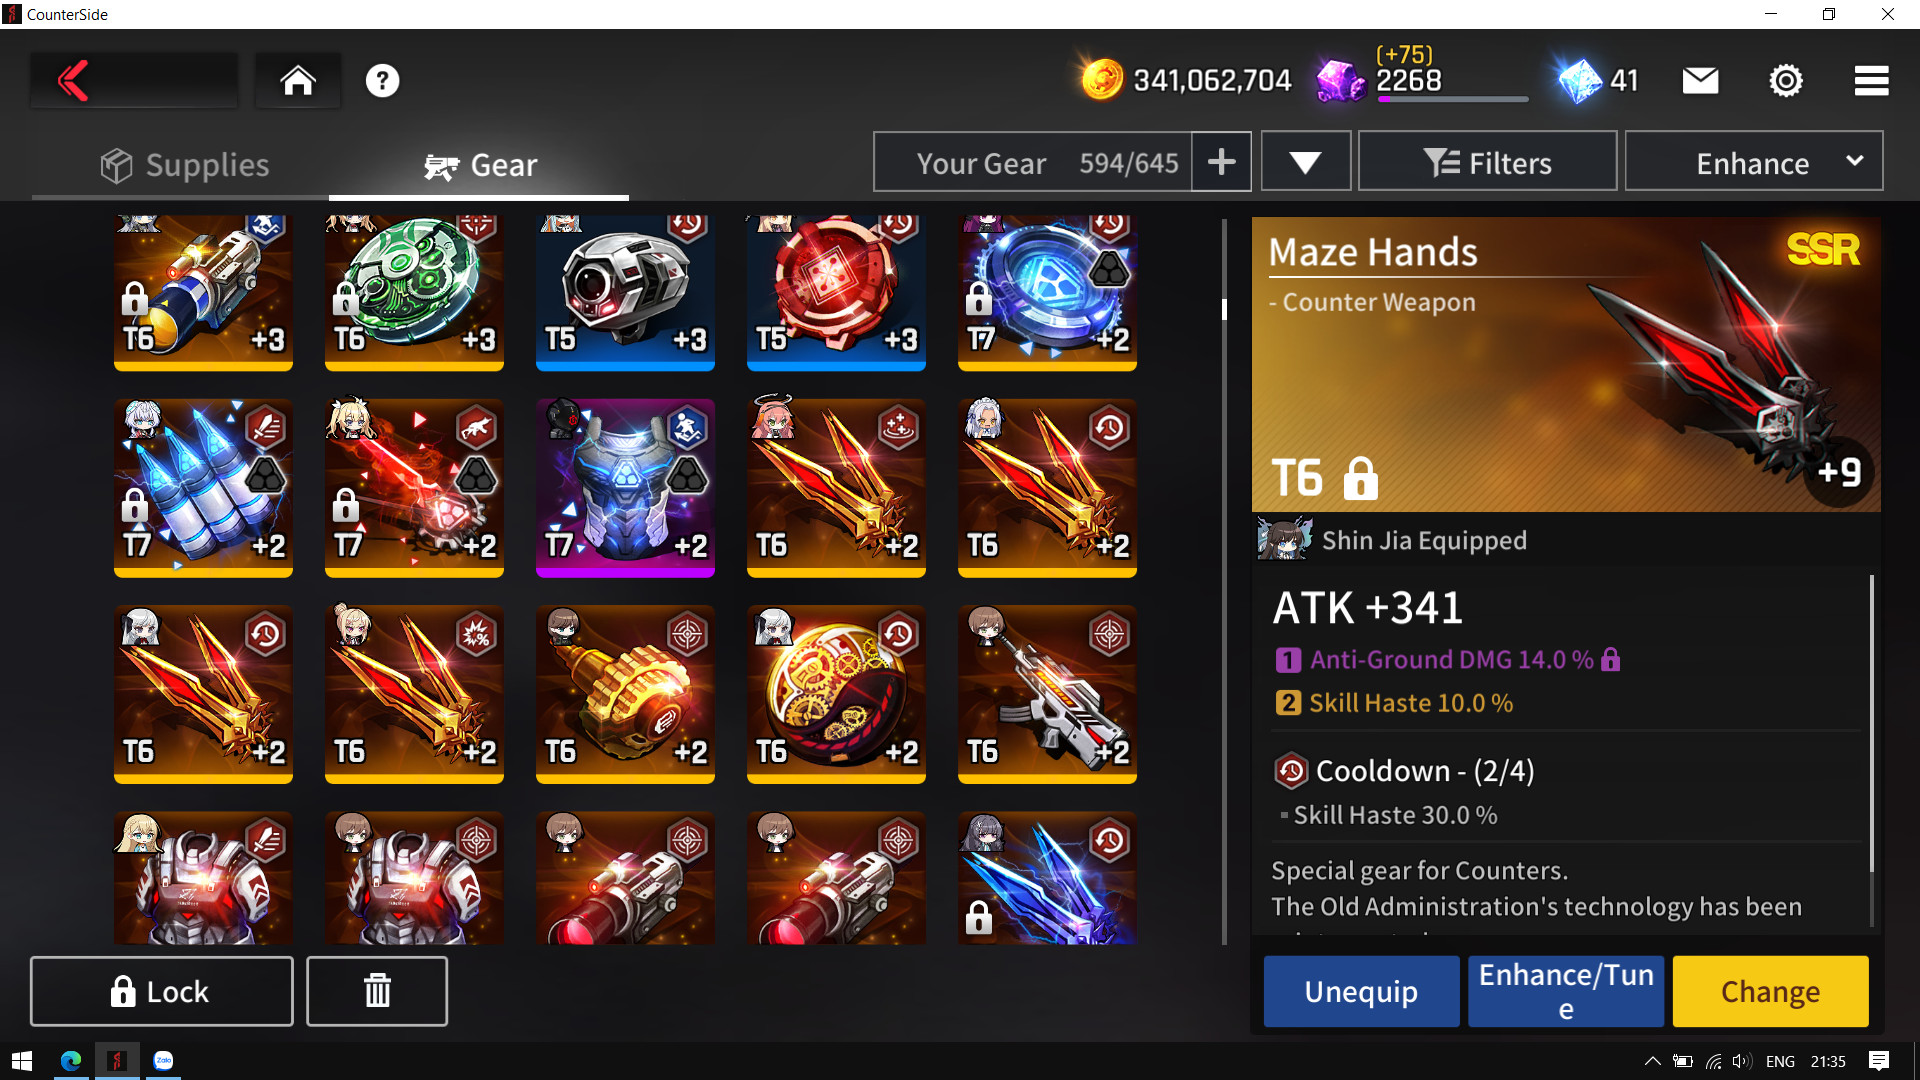 CounterSide
(+75)
341,062,704
2268
41
Supplies
Gear
Your Gear 594/645
Filters
Enhance
T6 +3
T6 +3
T5 +3
T5 +3
T7 +2
T7 +2
T7 +2
T7 +2
T6 +2
T6 +2
T6 +2
T6 +2
T6 +2
T6 +2
T6 +2
Maze Hands
SSR
- Counter Weapon
T6
+9
Shin Jia Equipped
ATK +341
1 Anti-Ground DMG 14.0 %
2 Skill Haste 10.0 %
Cooldown - (2/4)
Skill Haste 30.0 %
Special gear for Counters.
The Old Administration's technology has been
Lock
Unequip
Enhance/Tun
e
Change
Zalo
ENG
21:35